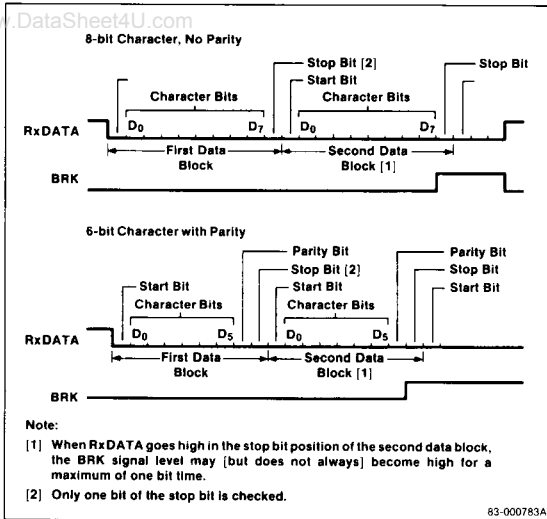 w.DataSheet4U.com
8-bit Character, No Parity
Stop Bit [2]
Stop Bit
Start Bit
Character Bits
Character Bits
D0 D7 D0 D7
RxDATA
First Data Block
Second Data Block [1]
BRK
6-bit Character with Parity
Parity Bit
Parity Bit
Stop Bit [2]
Stop Bit
Start Bit
Start Bit
Start Bit
Character Bits
Character Bits
D0 D5 D0 D5
RxDATA
First Data Block
Second Data Block [1]
BRK
Note:
[1] When RxDATA goes high in the stop bit position of the second data block,
the BRK signal level may [but does not always] become high for a
maximum of one bit time.
[2] Only one bit of the stop bit is checked.
83-000783A